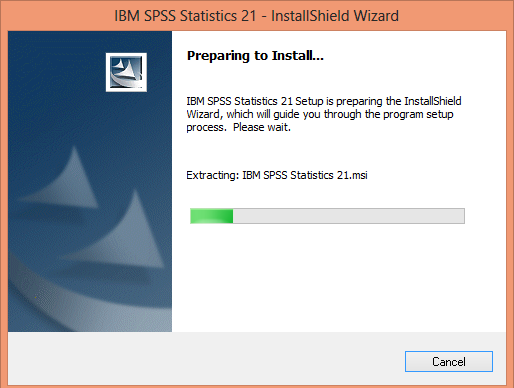 IBM SPSS Statistics 21 - InstallShield Wizard
Preparing to Install...
IBM SPSS Statistics 21 Setup is preparing the InstallShield
Wizard, which will guide you through the program setup
process. Please wait.
Extracting: IBM SPSS Statistics 21.msi
Cancel